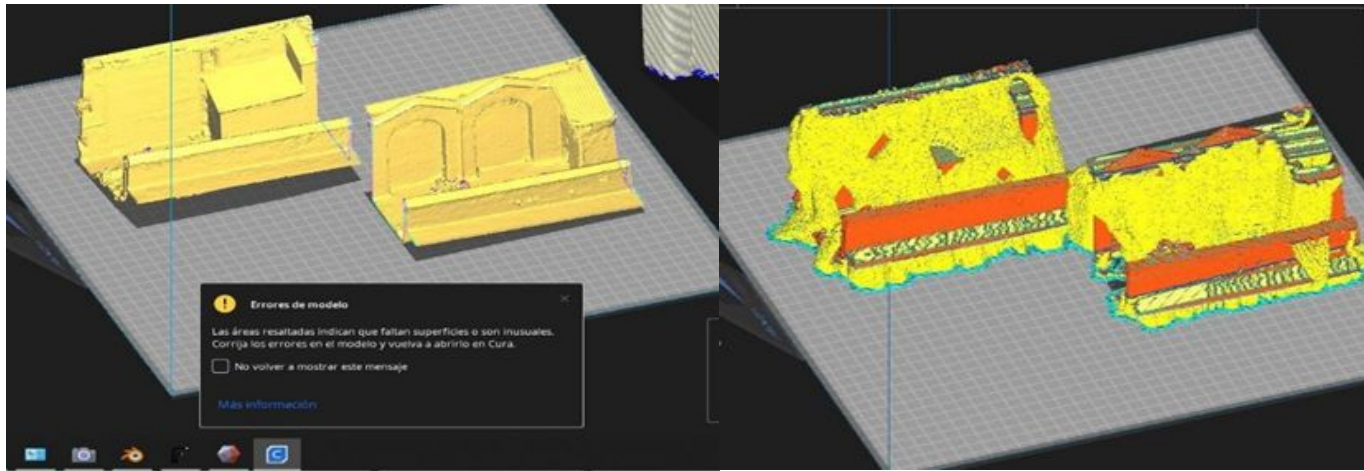 Errores de modelo
Las áreas resaltadas indican que faltan superficies o son inusuales.
Corrija los errores en el modelo y vuelva a abrirlo en Cura.
No volver a mostrar este mensaje
Más información